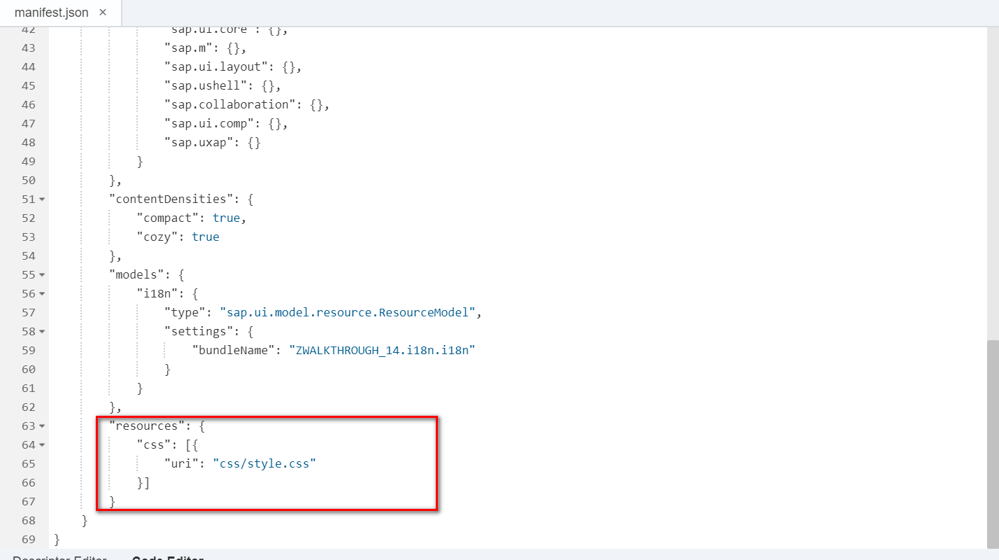 manifest.json ×
42 "sap.ui.core": {},
43 "sap.m": {},
44 "sap.ui.layout": {},
45 "sap.ushell": {},
46 "sap.collaboration": {},
47 "sap.ui.comp": {},
48 "sap.uxap": {}
49 }
50 },
51 "contentDensities": {
52 "compact": true,
53 "cozy": true
54 },
55 "models": {
56 "i18n": {
57 "type": "sap.ui.model.resource.ResourceModel",
58 "settings": {
59 "bundleName": "ZWALKTHROUGH_14.i18n.i18n"
60 }
61 }
62 },
63 "resources": {
64 "css": [{
65 "uri": "css/style.css"
66 }]
67 }
68 }
69 }
Descriptor Editor Code Editor